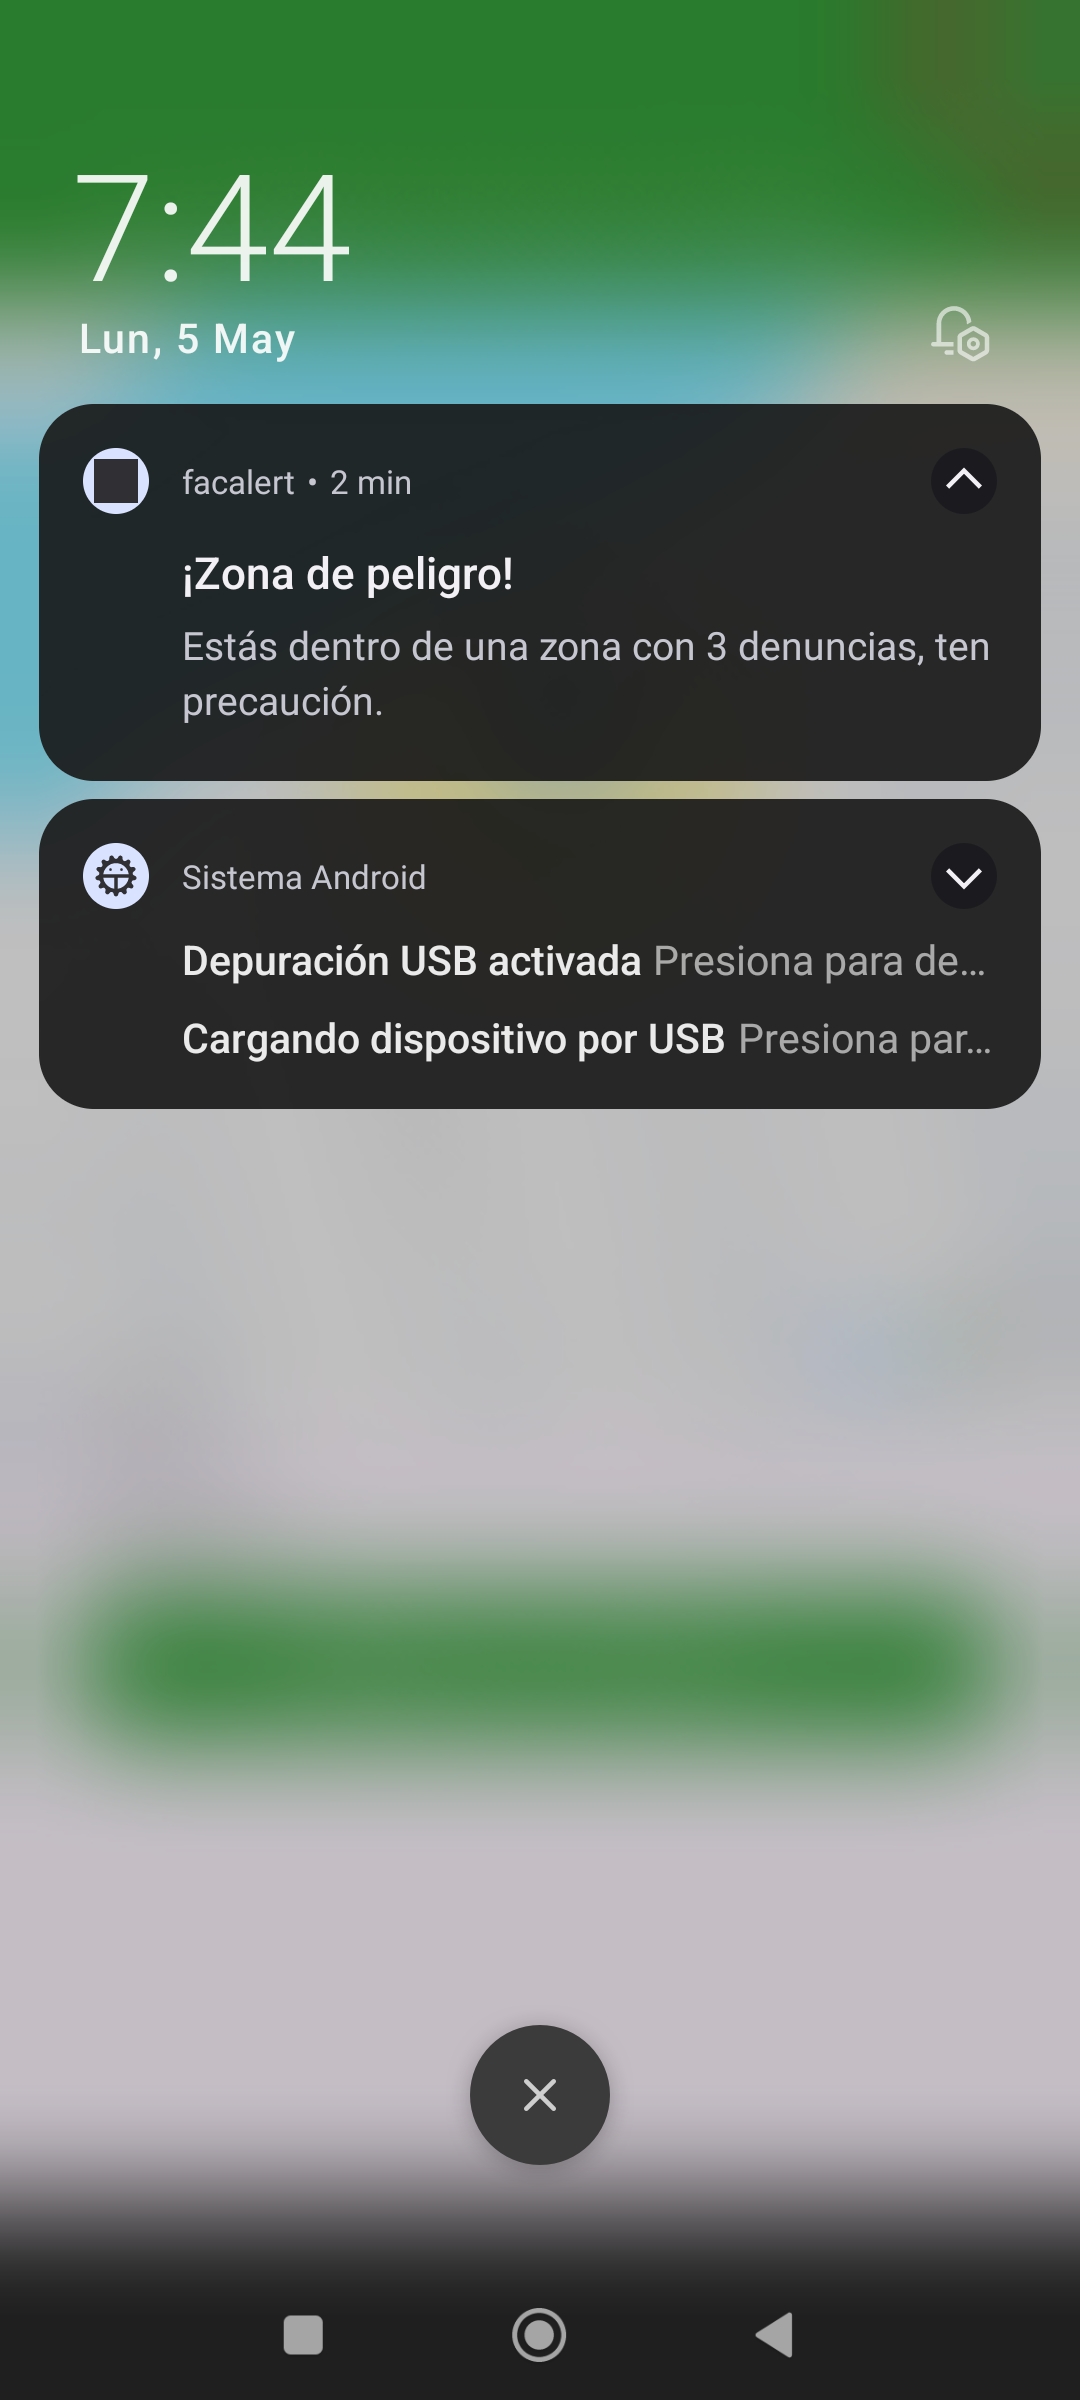 7:44
Lun, 5 May
facalert • 2 min
¡Zona de peligro!
Estás dentro de una zona con 3 denuncias, ten
precaución.
Sistema Android
Depuración USB activada Presiona para de…
Cargando dispositivo por USB Presiona par…